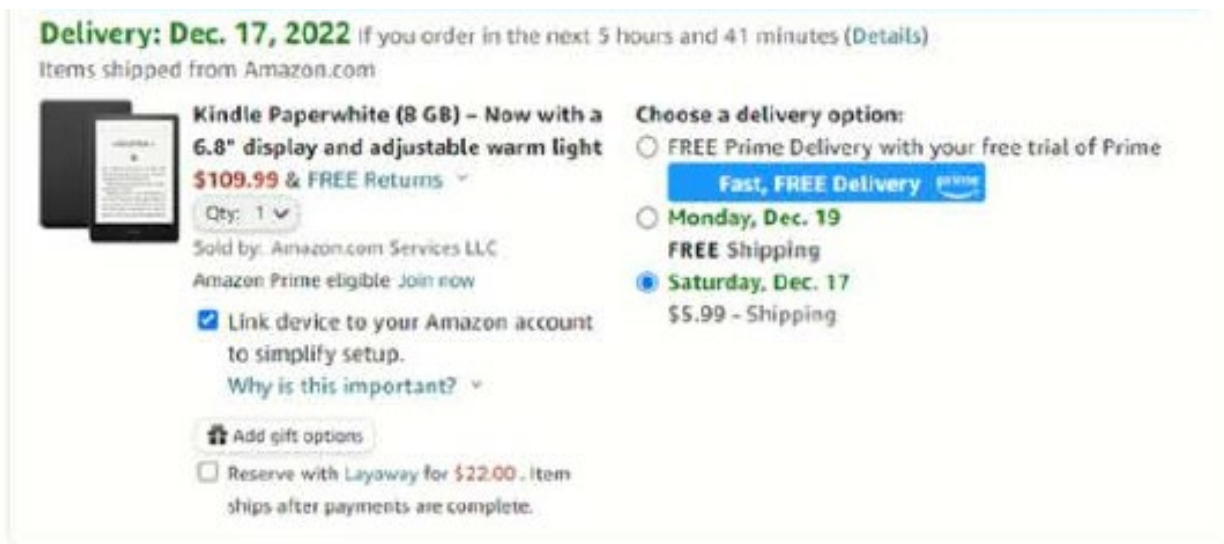 Delivery: Dec. 17, 2022 If you order in the next 5 hours and 41 minutes (Details)
Items shipped from Amazon.com
Kindle Paperwhite (8 GB) – Now with a
6.8" display and adjustable warm light
$109.99 & FREE Returns
Qty: 1
Sold by: Amazon.com Services LLC
Amazon Prime eligible Join now
Link device to your Amazon account
to simplify setup.
Why is this important?
Add gift options
Reserve with Layaway for $22.00. Item
ships after payments are complete.
Choose a delivery option:
FREE Prime Delivery with your free trial of Prime
Fast, FREE Delivery prime
Monday, Dec. 19
FREE Shipping
Saturday, Dec. 17
$5.99 - Shipping